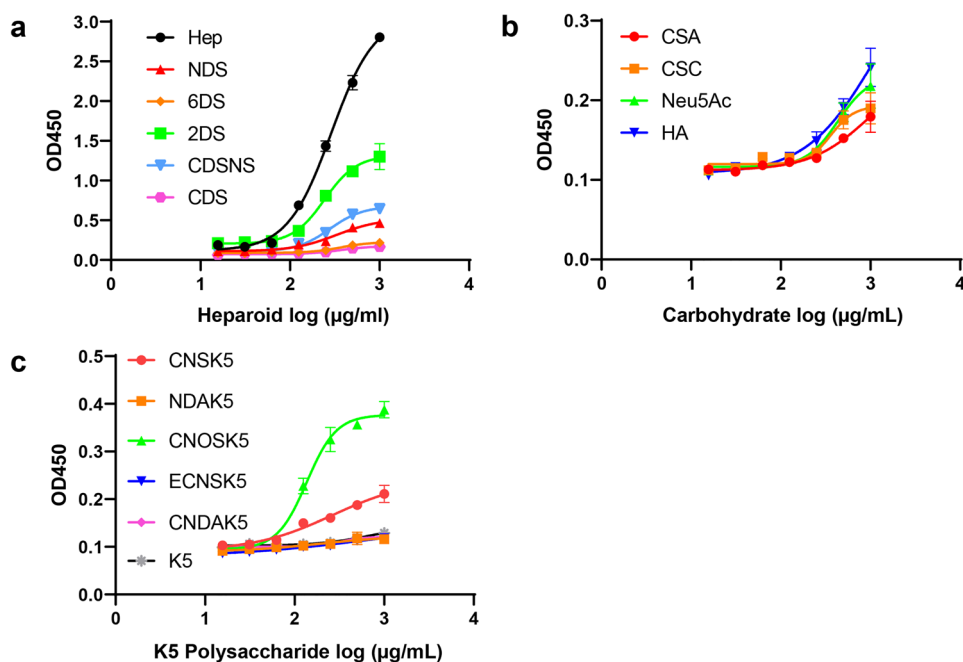 a
3.0
2.5
2.0
1.5
1.0
0.5
0.0
OD450
Hep
NDS
6DS
2DS
CDSNS
CDS
0
1
2
3
4
Heparoid log (µg/ml)
b
0.3
0.2
0.1
0.0
OD450
CSA
CSC
Neu5Ac
HA
0
1
2
3
4
Carbohydrate log (µg/mL)
c
0.5
0.4
0.3
0.2
0.1
0.0
OD450
CNSK5
NDAK5
CNOSK5
ECNSK5
CNDAK5
K5
0
1
2
3
4
K5 Polysaccharide log (µg/mL)